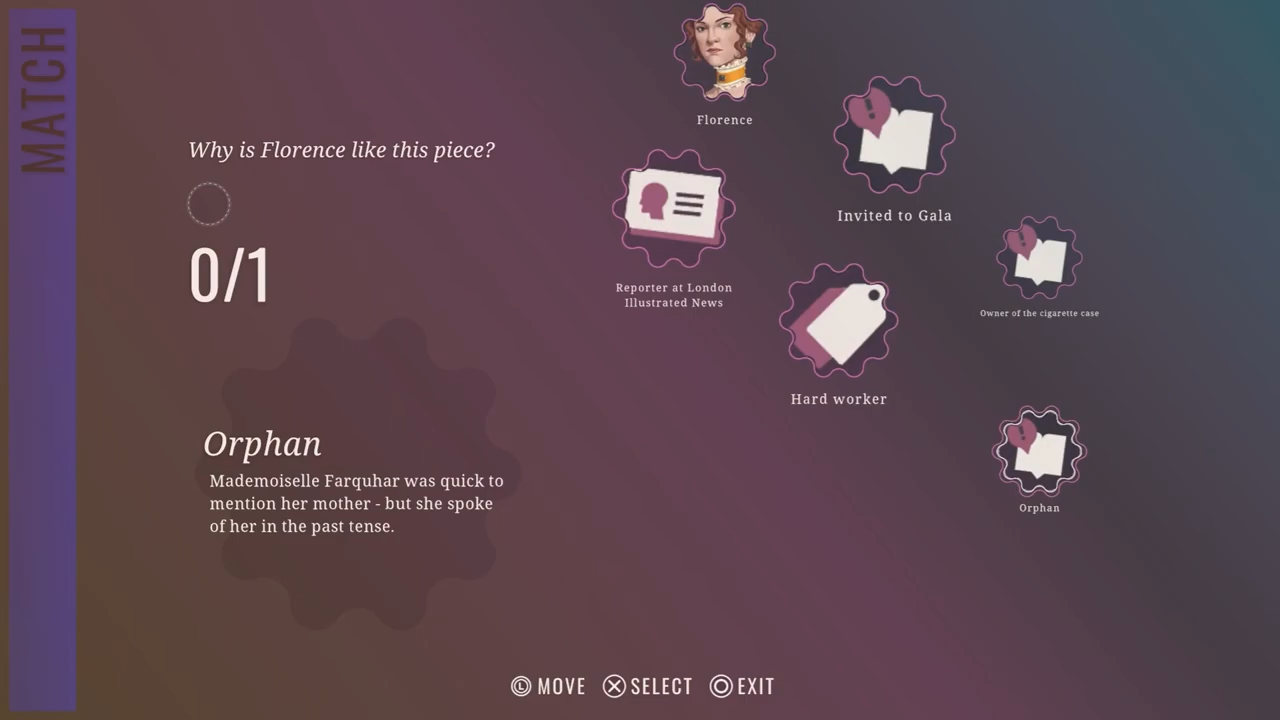 MATCH
Why is Florence like this piece?
0/1
Orphan
Mademoiselle Farquhar was quick to
mention her mother - but she spoke
of her in the past tense.
Florence
Invited to Gala
Reporter at London
Illustrated News
Owner of the cigarette case
Hard worker
Orphan
L MOVE SELECT EXIT